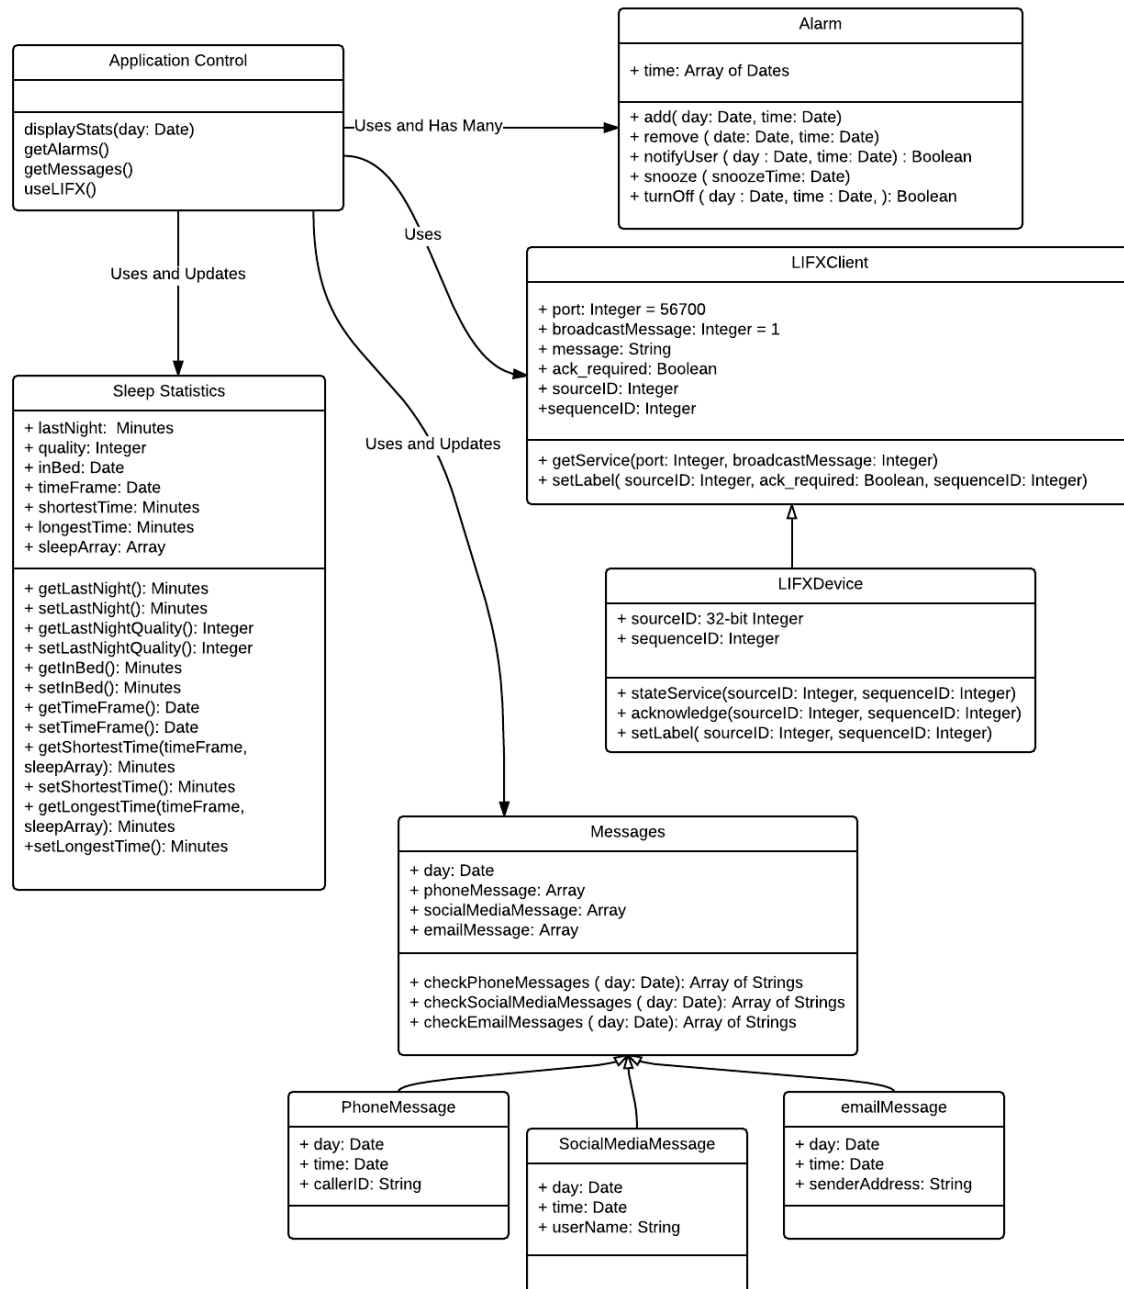 Application Control
displayStats(day: Date)
getAlarms()
getMessages()
useLIFX()
Uses and Has Many
Alarm
+ time: Array of Dates
+ add( day: Date, time: Date)
+ remove ( date: Date, time: Date)
+ notifyUser ( day : Date, time: Date) : Boolean
+ snooze ( snoozeTime: Date)
+ turnOff ( day : Date, time : Date, ): Boolean
Uses
Uses and Updates
LIFXClient
+ port: Integer = 56700
+ broadcastMessage: Integer = 1
+ message: String
+ ack_required: Boolean
+ sourceID: Integer
+sequenceID: Integer
+ getService(port: Integer, broadcastMessage: Integer)
+ setLabel( sourceID: Integer, ack_required: Boolean, sequenceID: Integer)
Sleep Statistics
+ lastNight:  Minutes
+ quality: Integer
+ inBed: Date
+ timeFrame: Date
+ shortestTime: Minutes
+ longestTime: Minutes
+ sleepArray: Array
+ getLastNight(): Minutes
+ setLastNight(): Minutes
+ getLastNightQuality(): Integer
+ setLastNightQuality(): Integer
+ getInBed(): Minutes
+ setInBed(): Minutes
+ getTimeFrame(): Date
+ setTimeFrame(): Date
+ getShortestTime(timeFrame,
sleepArray): Minutes
+ setShortestTime(): Minutes
+ getLongestTime(timeFrame,
sleepArray): Minutes
+setLongestTime(): Minutes
Uses and Updates
LIFXDevice
+ sourceID: 32-bit Integer
+ sequenceID: Integer
+ stateService(sourceID: Integer, sequenceID: Integer)
+ acknowledge(sourceID: Integer, sequenceID: Integer)
+ setLabel( sourceID: Integer, sequenceID: Integer)
Messages
+ day: Date
+ phoneMessage: Array
+ socialMediaMessage: Array
+ emailMessage: Array
+ checkPhoneMessages ( day: Date): Array of Strings
+ checkSocialMediaMessages ( day: Date): Array of Strings
+ checkEmailMessages ( day: Date): Array of Strings
PhoneMessage
+ day: Date
+ time: Date
+ callerID: String
SocialMediaMessage
+ day: Date
+ time: Date
+ userName: String
emailMessage
+ day: Date
+ time: Date
+ senderAddress: String